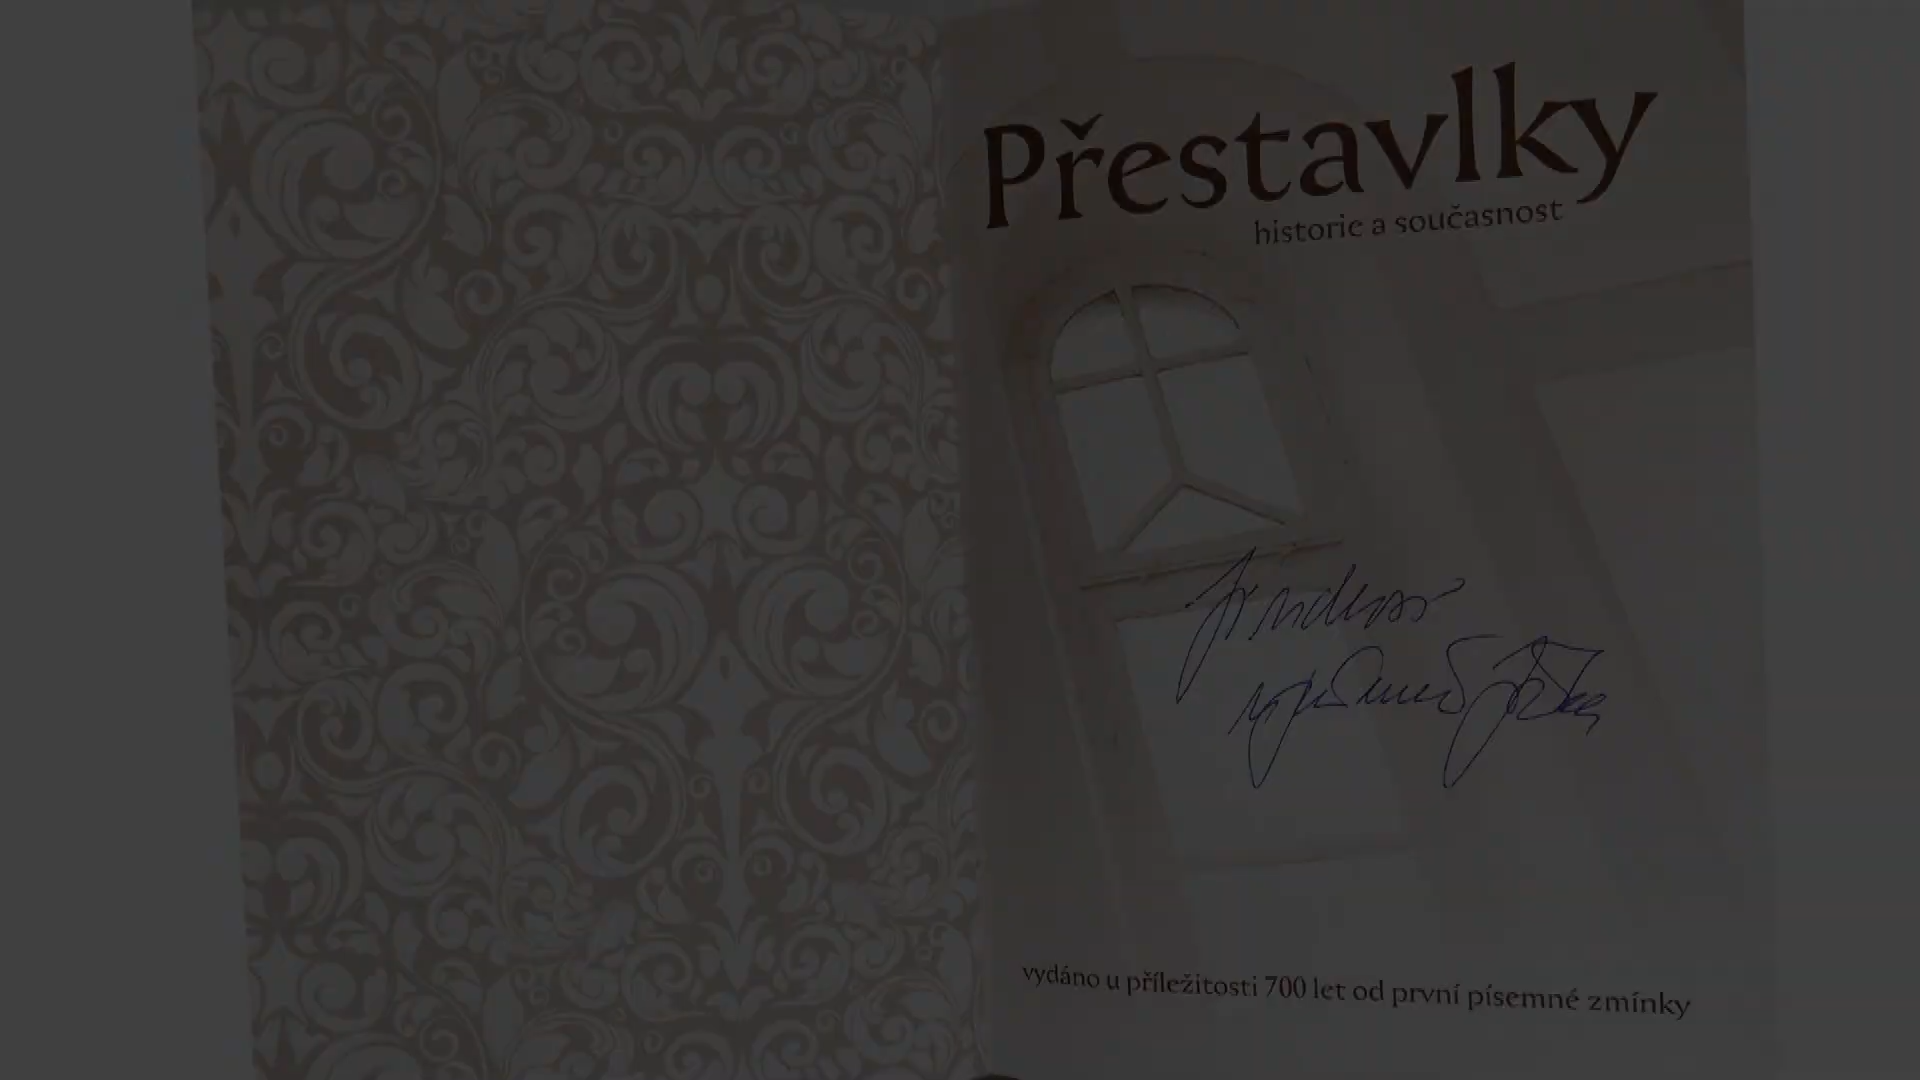 Přestavlky
historie a současnost
vydáno u příležitosti 700 let od první písemné zmínky